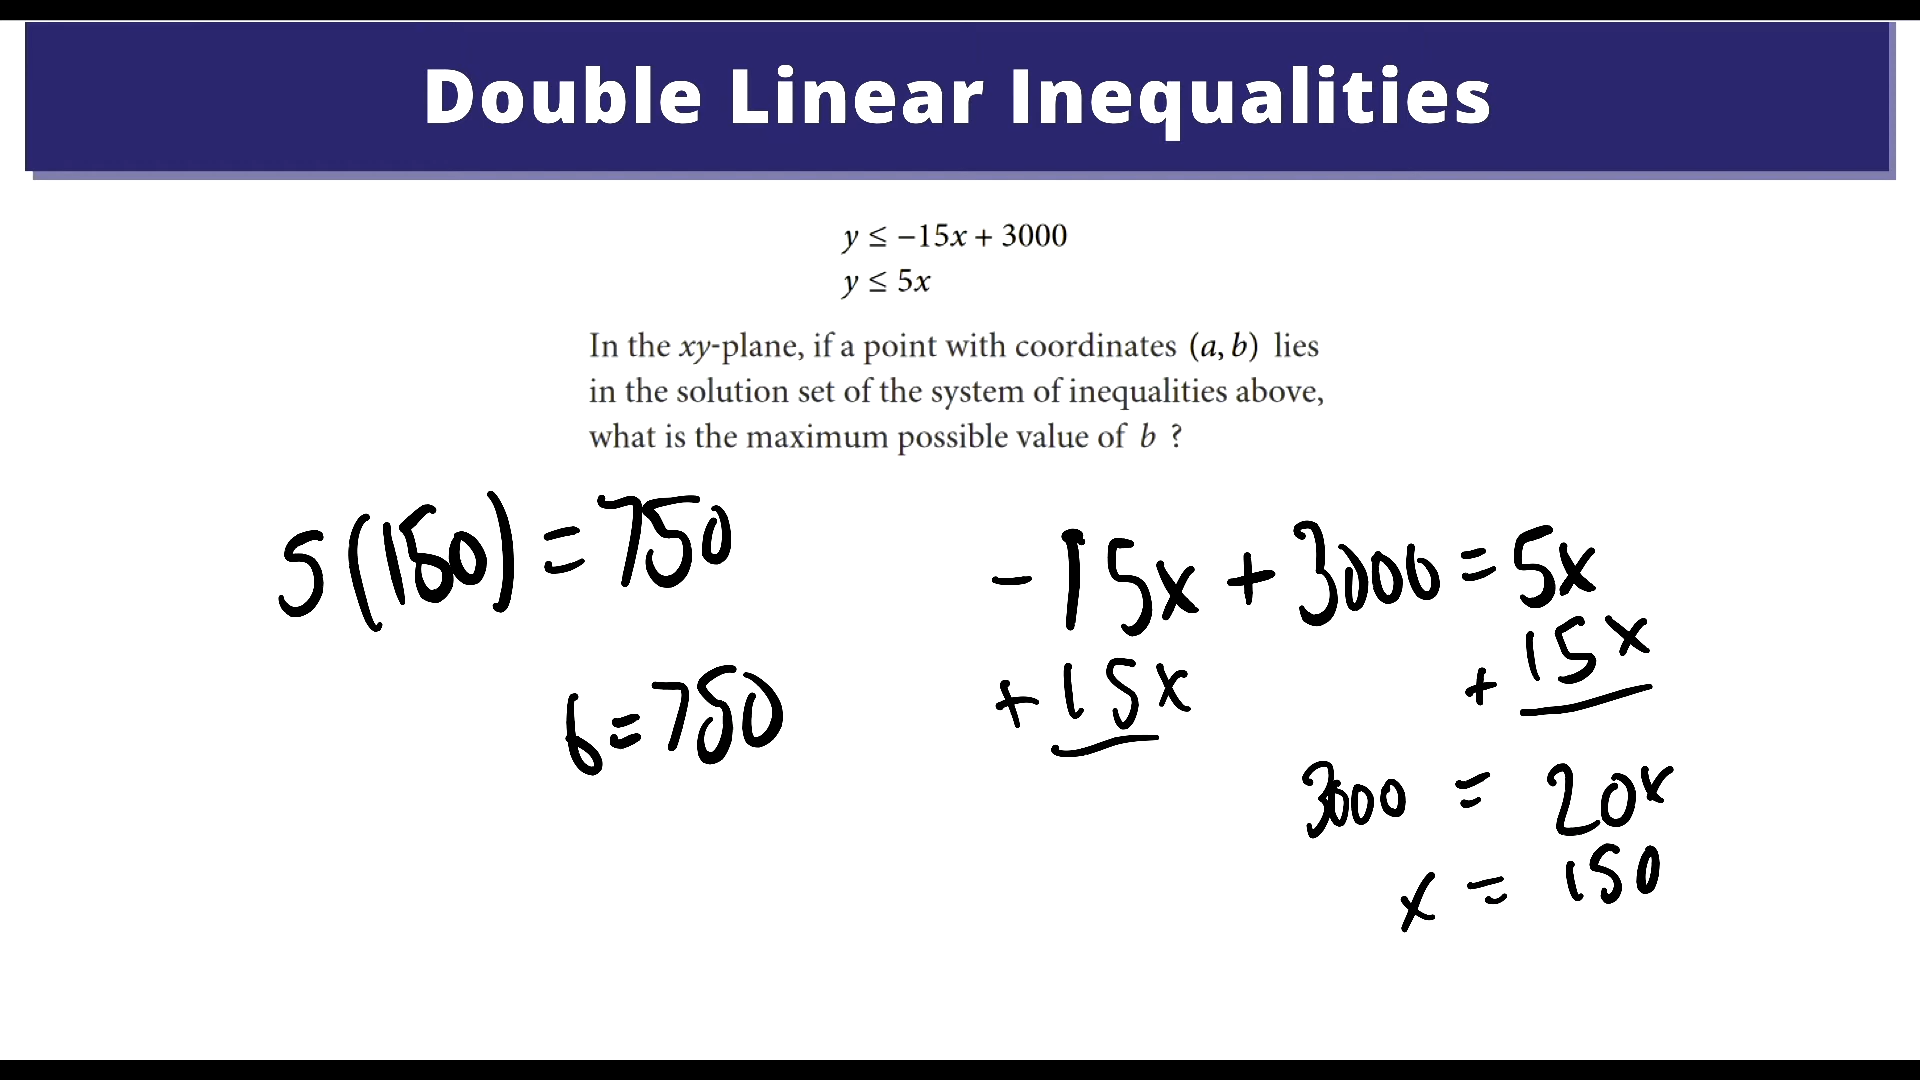 Double Linear Inequalities
y ≤ −15x + 3000
y ≤ 5x
In the xy-plane, if a point with coordinates (a, b) lies
in the solution set of the system of inequalities above,
what is the maximum possible value of b ?
5(150) = 750
b = 750
-15x + 3000 = 5x
+15x +15x
3000 = 20x
x = 150